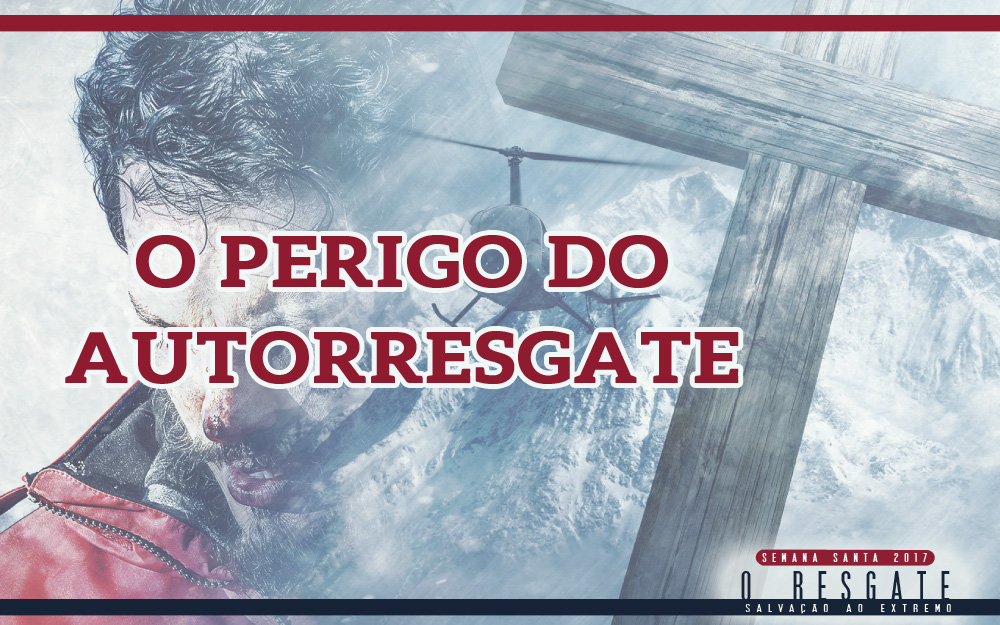 O PERIGO DO
AUTORRESGATE
SEMANA SANTA 2017
O RESGATE
SALVAÇÃO AO EXTREMO